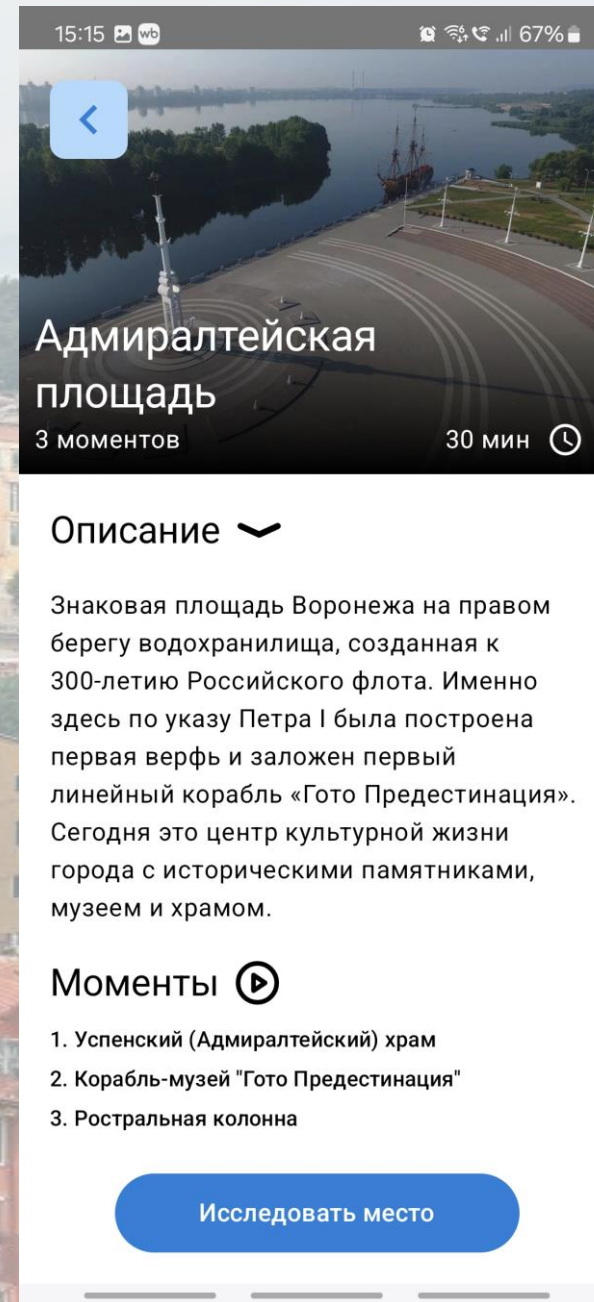 15:15 wb 67%
Адмиралтейская
площадь
3 моментов 30 мин
Описание
Знаковая площадь Воронежа на правом
берегу водохранилища, созданная к
300-летию Российского флота. Именно
здесь по указу Петра I была построена
первая верфь и заложен первый
линейный корабль «Гото Предестинация».
Сегодня это центр культурной жизни
города с историческими памятниками,
музеем и храмом.
Моменты
1. Успенский (Адмиралтейский) храм
2. Корабль-музей "Гото Предестинация"
3. Ростральная колонна
Исследовать место